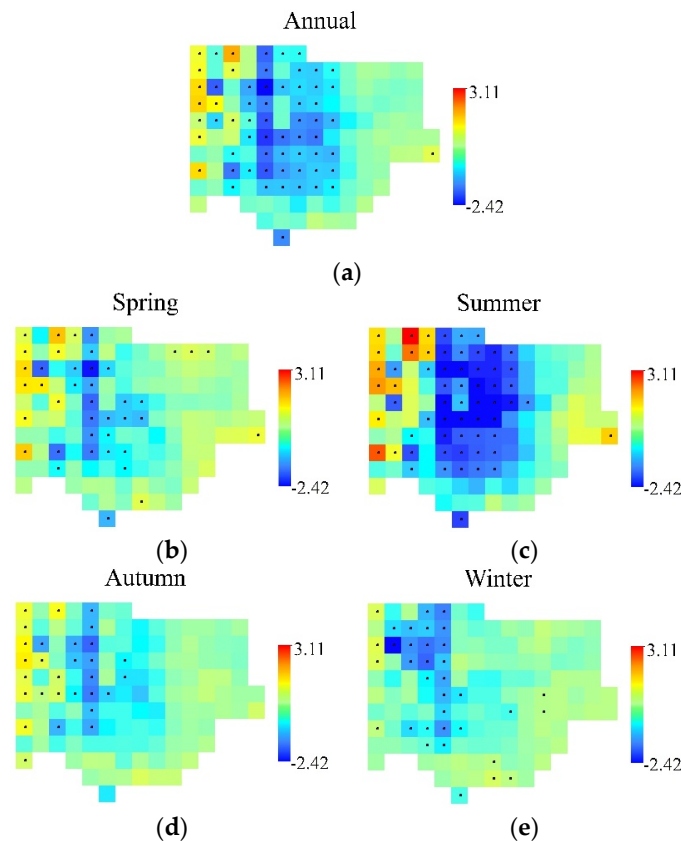 Annual
3.11
-2.42
(a)
Spring
Summer
3.11
3.11
-2.42
-2.42
(b)
(c)
Autumn
Winter
3.11
3.11
-2.42
-2.42
(d)
(e)